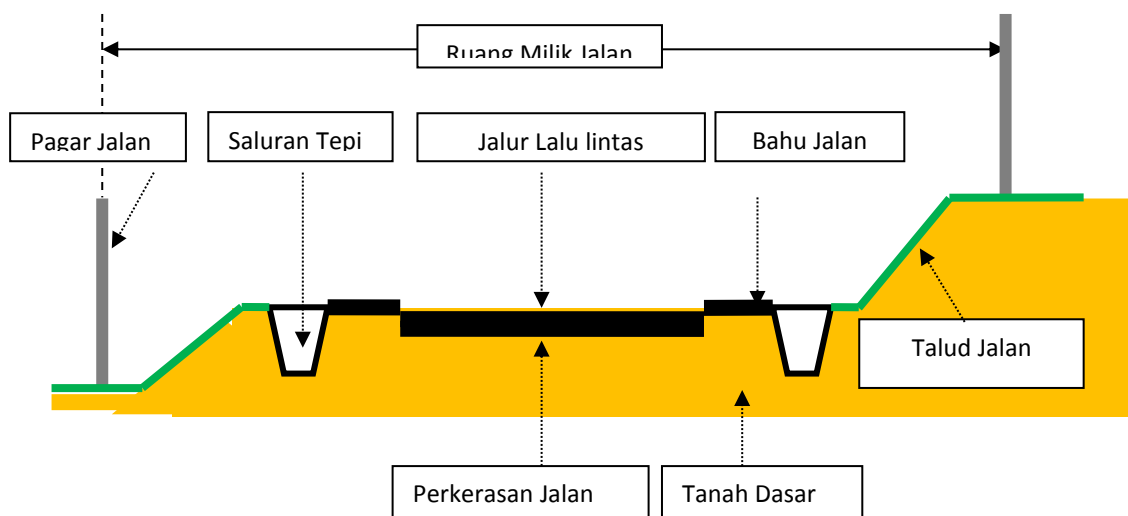 Ruang Milik Jalan
Pagar Jalan
Saluran Tepi
Jalur Lalu lintas
Bahu Jalan
Talud Jalan
Perkerasan Jalan
Tanah Dasar